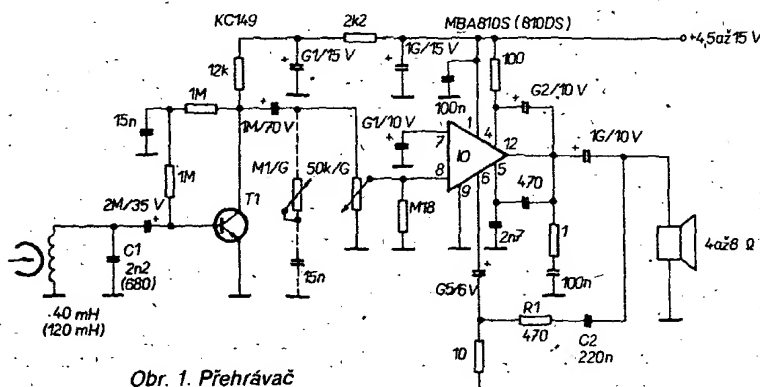 KC149
2k2
MBA810S (810DS)
+4,5až 15 V
12k
G1/15 V
1G/15 V
100
100n
G2/10 V
1M
15n
1M/70 V
G1/10 V
1
4
12
7
IO
1G/10 V
1M
M1/G
50k/G
8
9
6
5
470
2M/35 V
T1
M18
2n7
1
C1
2n2
(680)
15n
100n
4až8 Ω
G5/6 V
40 mH
(120 mH)
R1
470
C2
220n
10
Obr. 1. Přehrávač